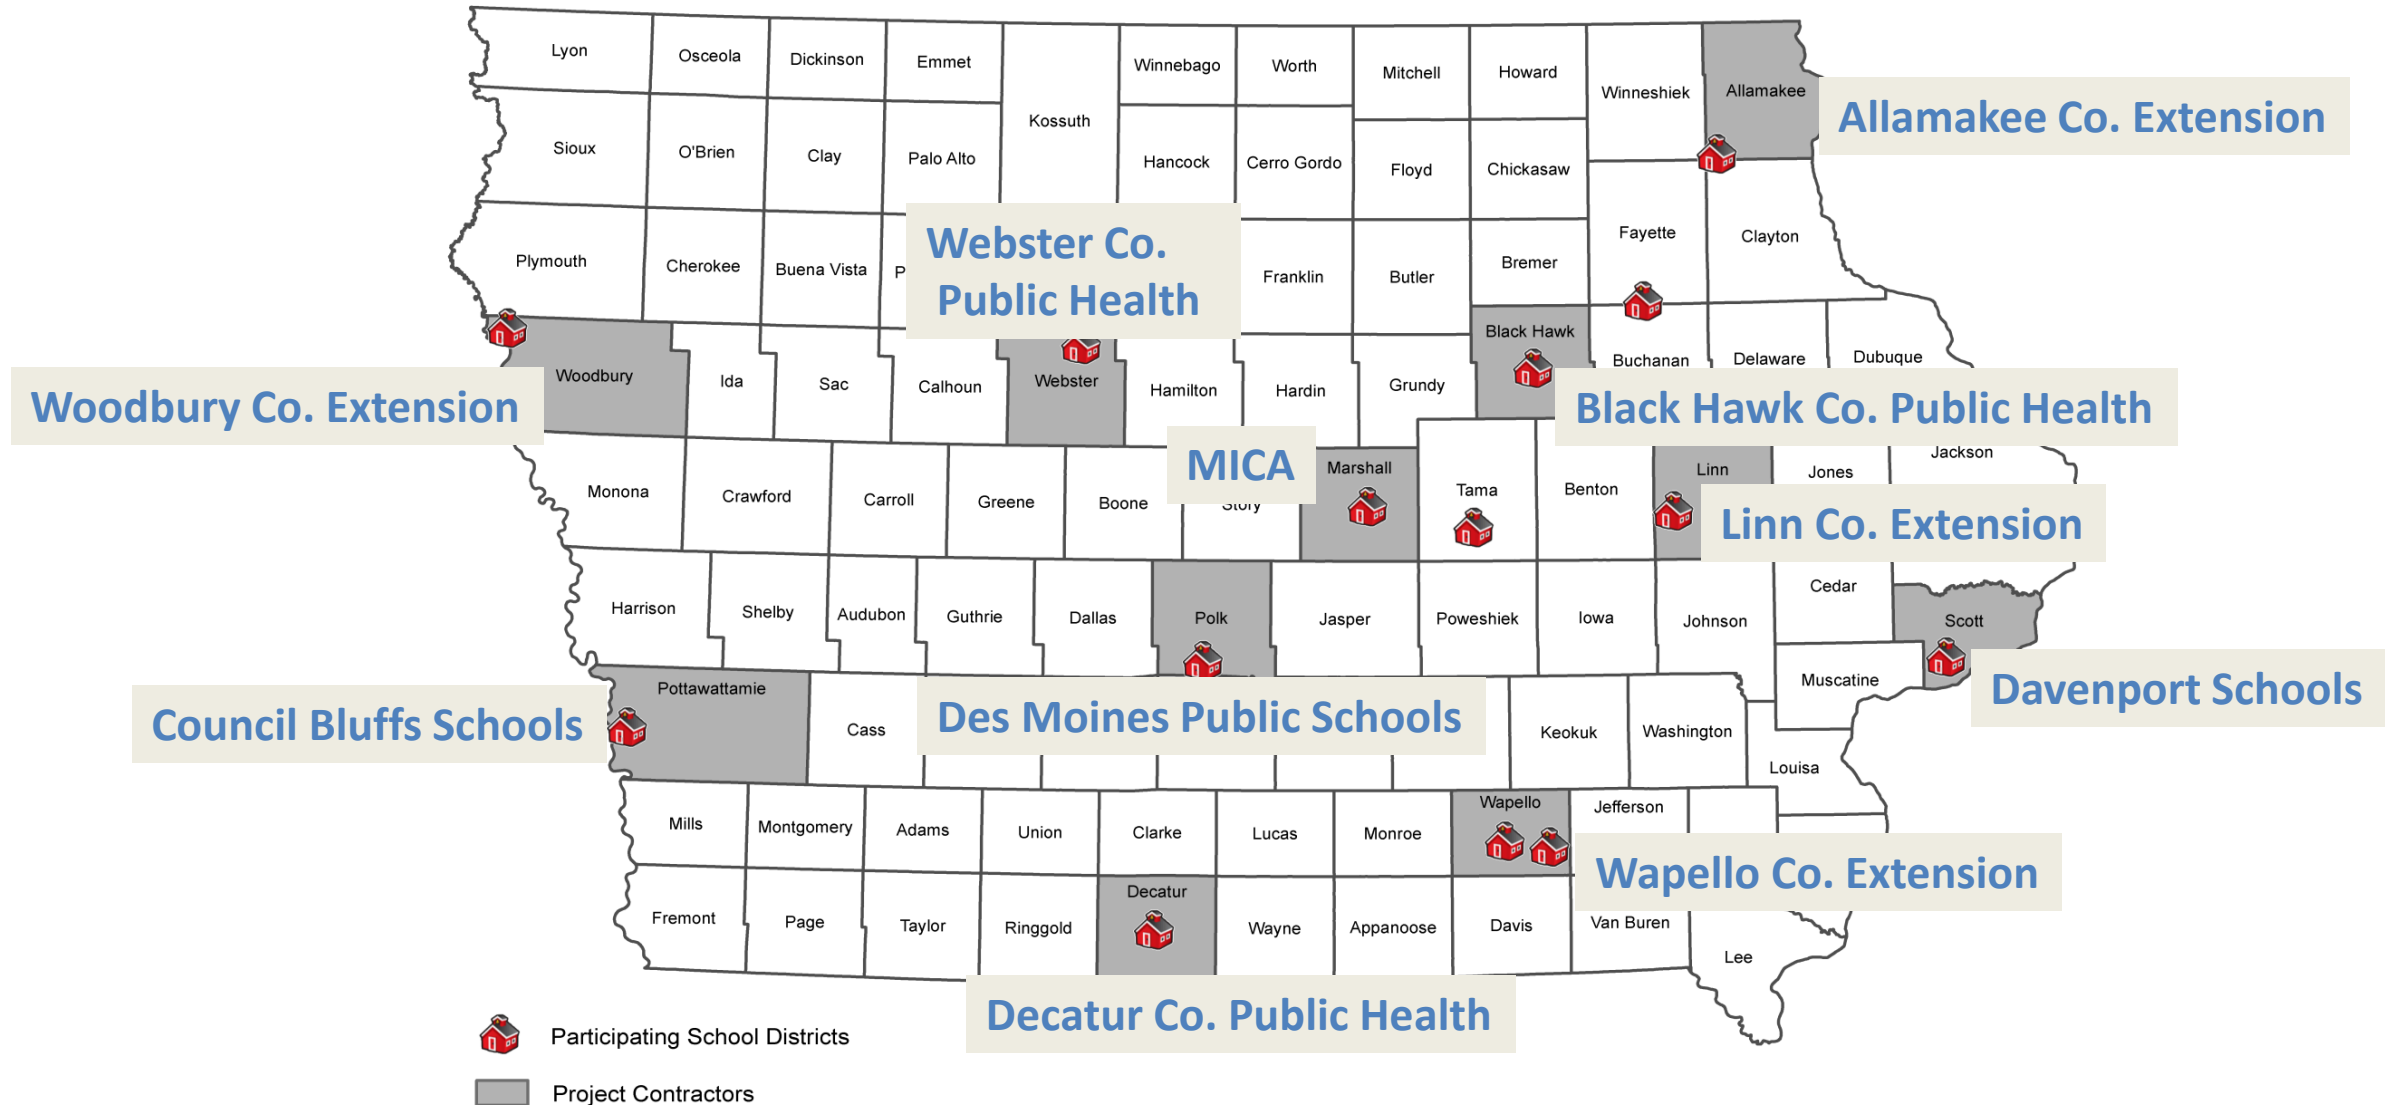 Lyon
Osceola
Dickinson
Emmet
Kossuth
Winnebago
Worth
Mitchell
Howard
Winneshiek
Allamakee
Allamakee Co. Extension
Sioux
O'Brien
Clay
Palo Alto
Hancock
Cerro Gordo
Floyd
Chickasaw
Plymouth
Cherokee
Buena Vista
P
Webster Co.
Public Health
Franklin
Butler
Bremer
Fayette
Clayton
Woodbury Co. Extension
Woodbury
Ida
Sac
Calhoun
Webster
Hamilton
Hardin
Grundy
Black Hawk
Buchanan
Delaware
Dubuque
Black Hawk Co. Public Health
Monona
Crawford
Carroll
Greene
Boone
Story
MICA
Marshall
Tama
Benton
Linn
Jones
Jackson
Linn Co. Extension
Harrison
Shelby
Audubon
Guthrie
Dallas
Polk
Jasper
Poweshiek
Iowa
Johnson
Cedar
Scott
Muscatine
Davenport Schools
Council Bluffs Schools
Pottawattamie
Cass
Des Moines Public Schools
Keokuk
Washington
Louisa
Mills
Montgomery
Adams
Union
Clarke
Lucas
Monroe
Wapello
Jefferson
Wapello Co. Extension
Fremont
Page
Taylor
Ringgold
Decatur
Wayne
Appanoose
Davis
Van Buren
Lee
Decatur Co. Public Health
Participating School Districts
Project Contractors